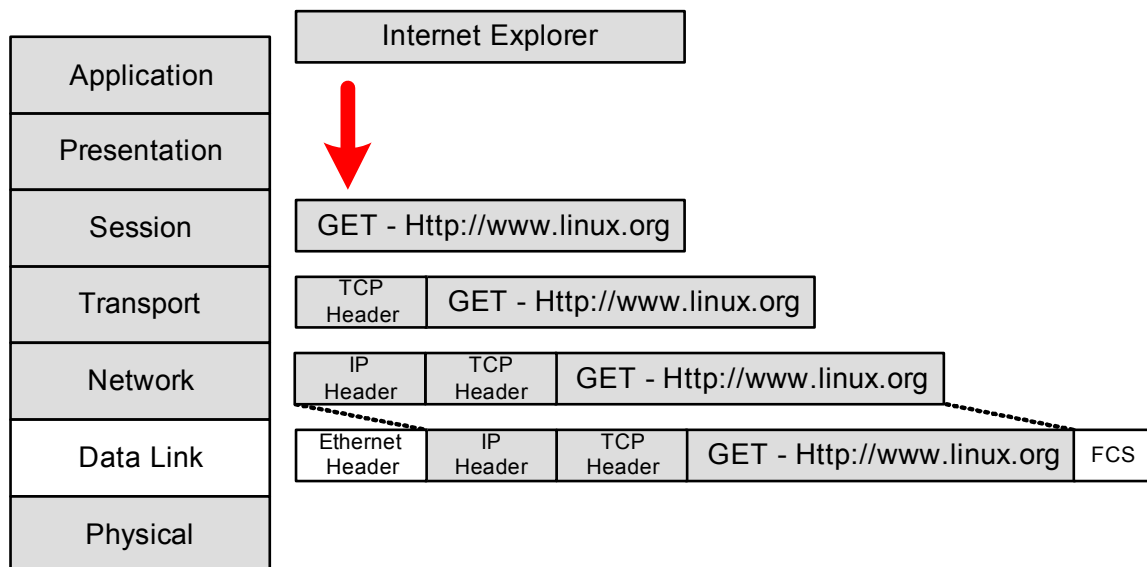 Internet Explorer
Application
Presentation
Session
GET - Http://www.linux.org
Transport
TCP
Header
GET - Http://www.linux.org
Network
IP
Header
TCP
Header
GET - Http://www.linux.org
Data Link
Ethernet
Header
IP
Header
TCP
Header
GET - Http://www.linux.org
FCS
Physical